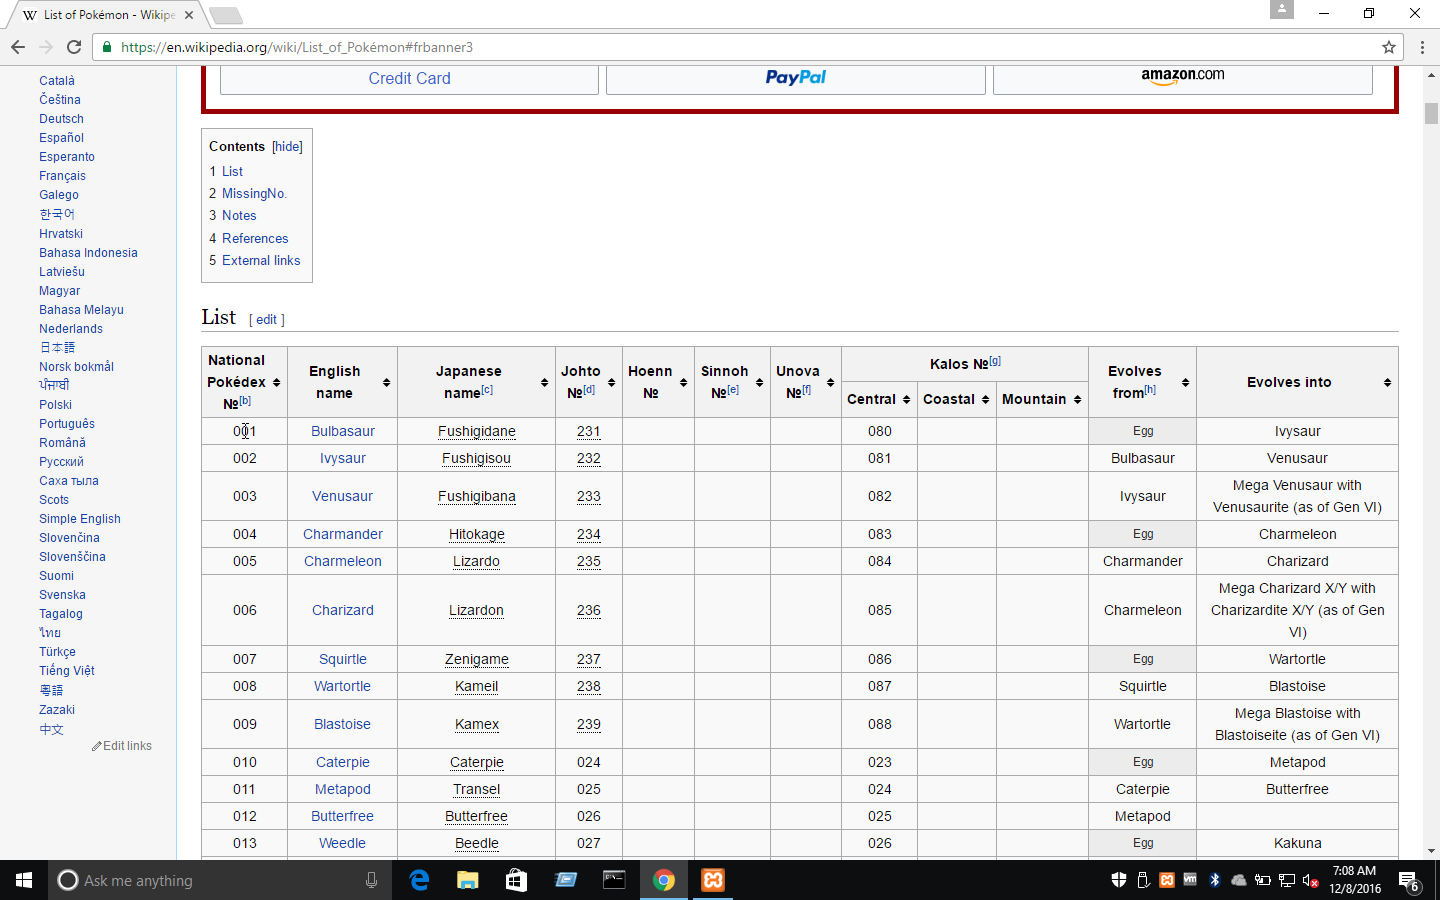 List of Pokémon - Wikipe
https://en.wikipedia.org/wiki/List_of_Pokémon#frbanner3
Català
Čeština
Deutsch
Español
Esperanto
Français
Galego
한국어
Hrvatski
Bahasa Indonesia
Latviešu
Magyar
Bahasa Melayu
Nederlands
日本語
Norsk bokmål
ਪੰਜਾਬੀ
Polski
Português
Română
Русский
Саха тыла
Scots
Simple English
Slovenčina
Slovenščina
Suomi
Svenska
Tagalog
ไทย
Türkçe
Tiếng Việt
粵語
Zazaki
中文
Edit links
Credit Card PayPal amazon.com
Contents [hide]
1 List
2 MissingNo.
3 Notes
4 References
5 External links
List [ edit ]
National Pokédex №[b] English name Japanese name[c] Johto №[d] Hoenn № Sinnoh №[e] Unova №[f] Kalos №[g] Evolves from[h] Evolves into
Central Coastal Mountain
001 Bulbasaur Fushigidane 231 080 Egg Ivysaur
002 Ivysaur Fushigisou 232 081 Bulbasaur Venusaur
003 Venusaur Fushigibana 233 082 Ivysaur Mega Venusaur with Venusaurite (as of Gen VI)
004 Charmander Hitokage 234 083 Egg Charmeleon
005 Charmeleon Lizardo 235 084 Charmander Charizard
006 Charizard Lizardon 236 085 Charmeleon Mega Charizard X/Y with Charizardite X/Y (as of Gen VI)
007 Squirtle Zenigame 237 086 Egg Wartortle
008 Wartortle Kameil 238 087 Squirtle Blastoise
009 Blastoise Kamex 239 088 Wartortle Mega Blastoise with Blastoiseite (as of Gen VI)
010 Caterpie Caterpie 024 023 Egg Metapod
011 Metapod Transel 025 024 Caterpie Butterfree
012 Butterfree Butterfree 026 025 Metapod
013 Weedle Beedle 027 026 Egg Kakuna
Ask me anything
7:08 AM
12/8/2016
6